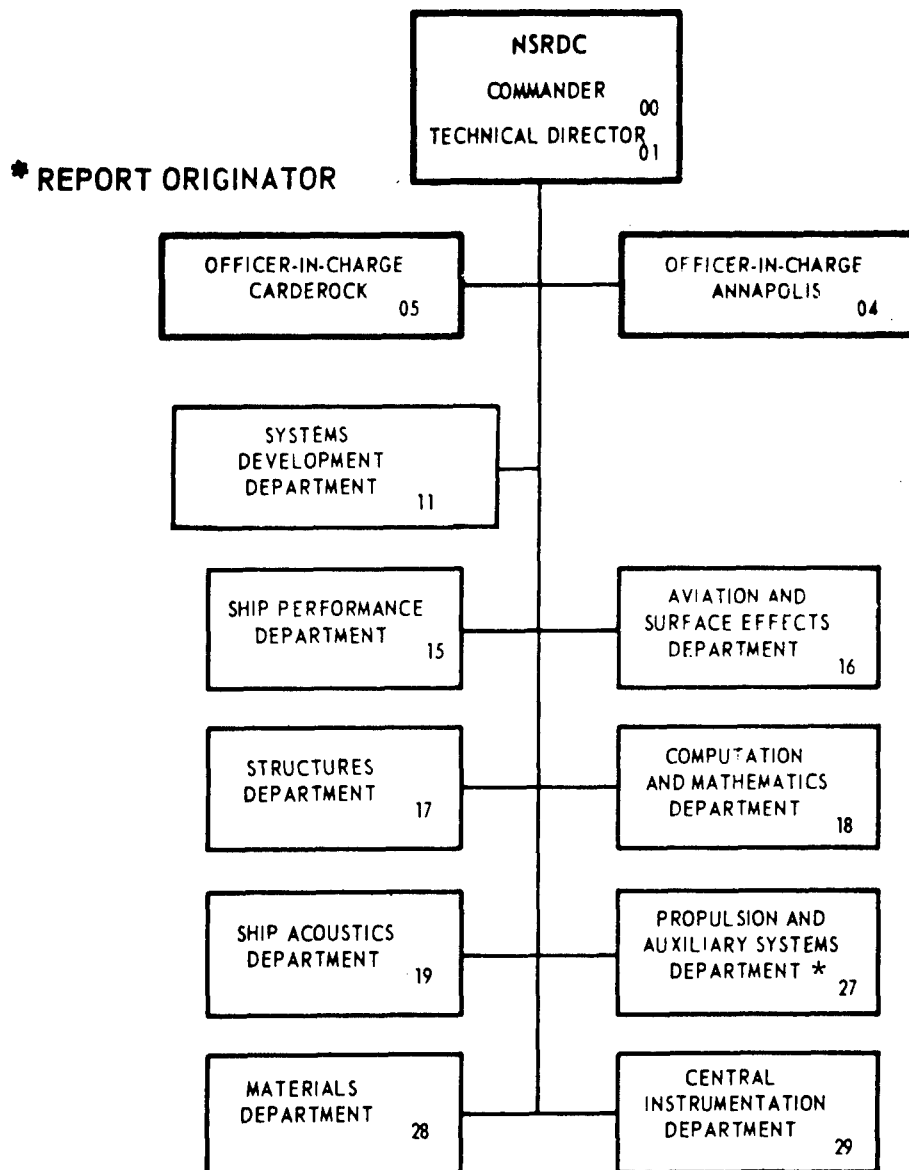 NSRDC
COMMANDER
00
TECHNICAL DIRECTOR
01
* REPORT ORIGINATOR
OFFICER-IN-CHARGE
CARDEROCK
05
OFFICER-IN-CHARGE
ANNAPOLIS
04
SYSTEMS
DEVELOPMENT
DEPARTMENT
11
SHIP PERFORMANCE
DEPARTMENT
15
AVIATION AND
SURFACE EFFECTS
DEPARTMENT
16
STRUCTURES
DEPARTMENT
17
COMPUTATION
AND MATHEMATICS
DEPARTMENT
18
SHIP ACOUSTICS
DEPARTMENT
19
PROPULSION AND
AUXILIARY SYSTEMS
DEPARTMENT *
27
MATERIALS
DEPARTMENT
28
CENTRAL
INSTRUMENTATION
DEPARTMENT
29